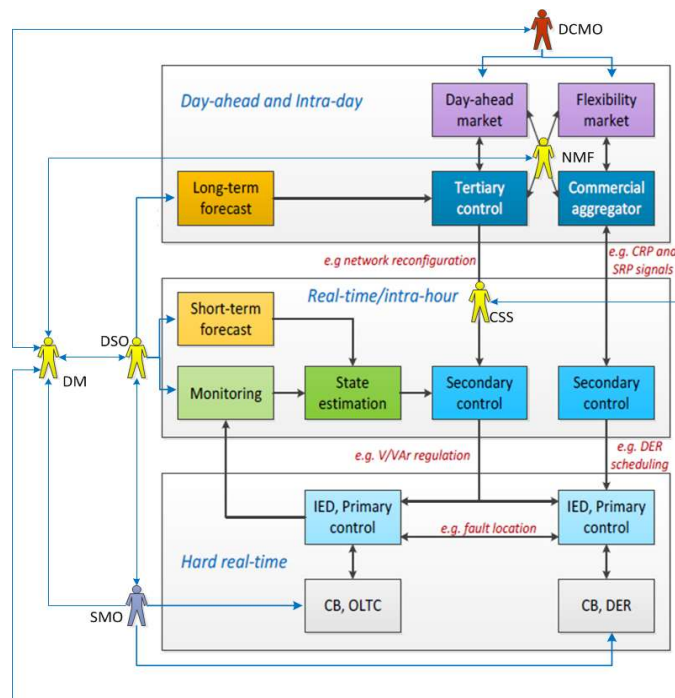 DCMO
Day-ahead and Intra-day
Day-ahead
market
Flexibility
market
NMF
Long-term
forecast
Tertiary
control
Commercial
aggregator
e.g network reconfiguration
e.g. CRP and
SRP signals
Real-time/intra-hour
CSS
Short-term
forecast
DSO
DM
Monitoring
State
estimation
Secondary
control
Secondary
control
e.g. V/VAr regulation
e.g. DER
scheduling
IED, Primary
control
e.g. fault location
IED, Primary
control
Hard real-time
SMO
CB, OLTC
CB, DER